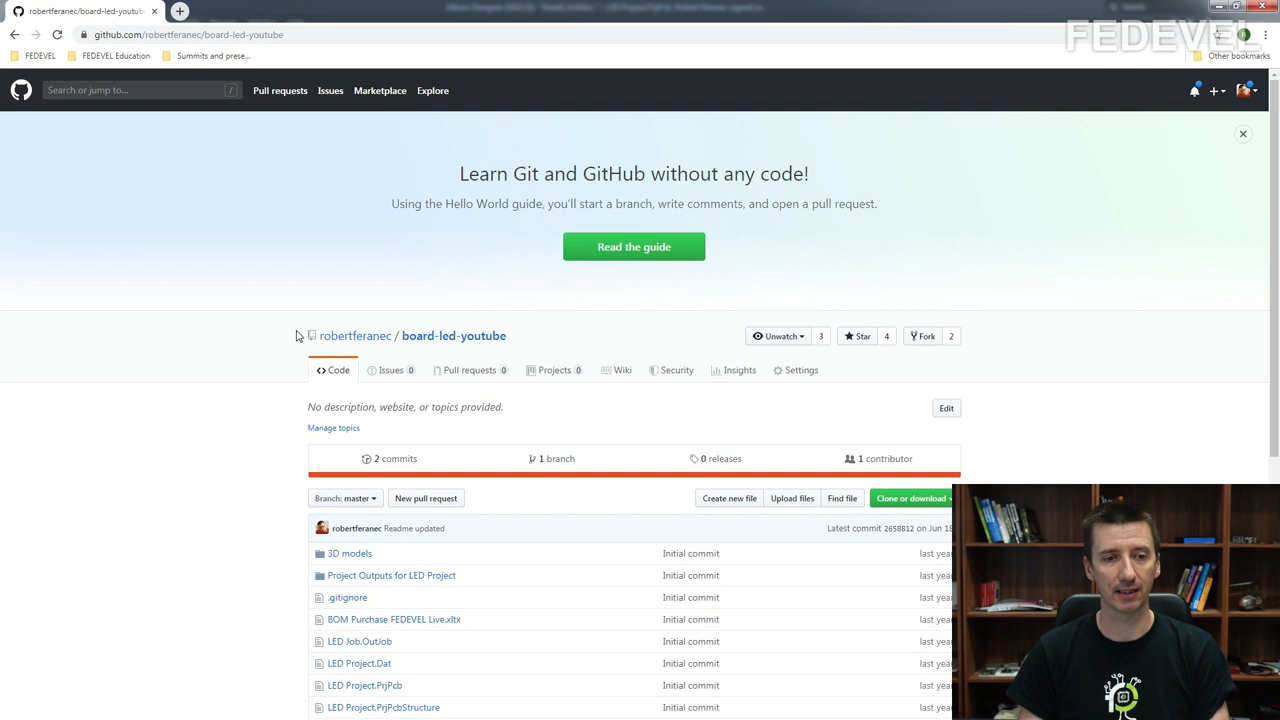 robertferanec/board-led-youtube
github.com/robertferanec/board-led-youtube
FEDEVEL
FEDEVEL
FEDEVEL Education
Summits and prese...
Other bookmarks
Search or jump to...
/
Pull requests
Issues
Marketplace
Explore
Learn Git and GitHub without any code!
Using the Hello World guide, you'll start a branch, write comments, and open a pull request.
Read the guide
robertferanec / board-led-youtube
Unwatch 3
Star 4
Fork 2
Code
Issues 0
Pull requests 0
Projects 0
Wiki
Security
Insights
Settings
No description, website, or topics provided.
Edit
Manage topics
2 commits
1 branch
0 releases
1 contributor
Branch: master
New pull request
Create new file
Upload files
Find file
Clone or download
robertferanec Readme updated
Latest commit 2658812 on Jun 18
3D models Initial commit last yea
Project Outputs for LED Project Initial commit last yea
.gitignore Initial commit last yea
BOM Purchase FEDEVEL Live.xltx Initial commit last yea
LED Job.OutJob Initial commit last yea
LED Project.Dat Initial commit last yea
LED Project.PrjPcb Initial commit last yea
LED Project.PrjPcbStructure Initial commit last yea